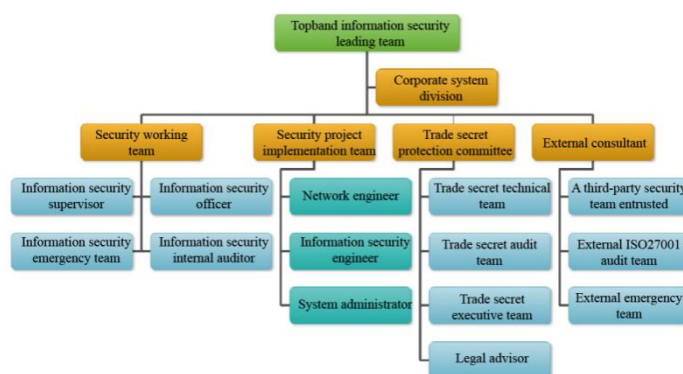 Topband information security
leading team
Corporate system
division
Security working
team
Security project
implementation team
Trade secret
protection committee
External consultant
Information security
supervisor
Information security
officer
Network engineer
Trade secret technical
team
A third-party security
team entrusted
Information security
emergency team
Information security
internal auditor
Information security
engineer
Trade secret audit
team
External ISO27001
audit team
System administrator
Trade secret
executive team
External emergency
team
Legal advisor